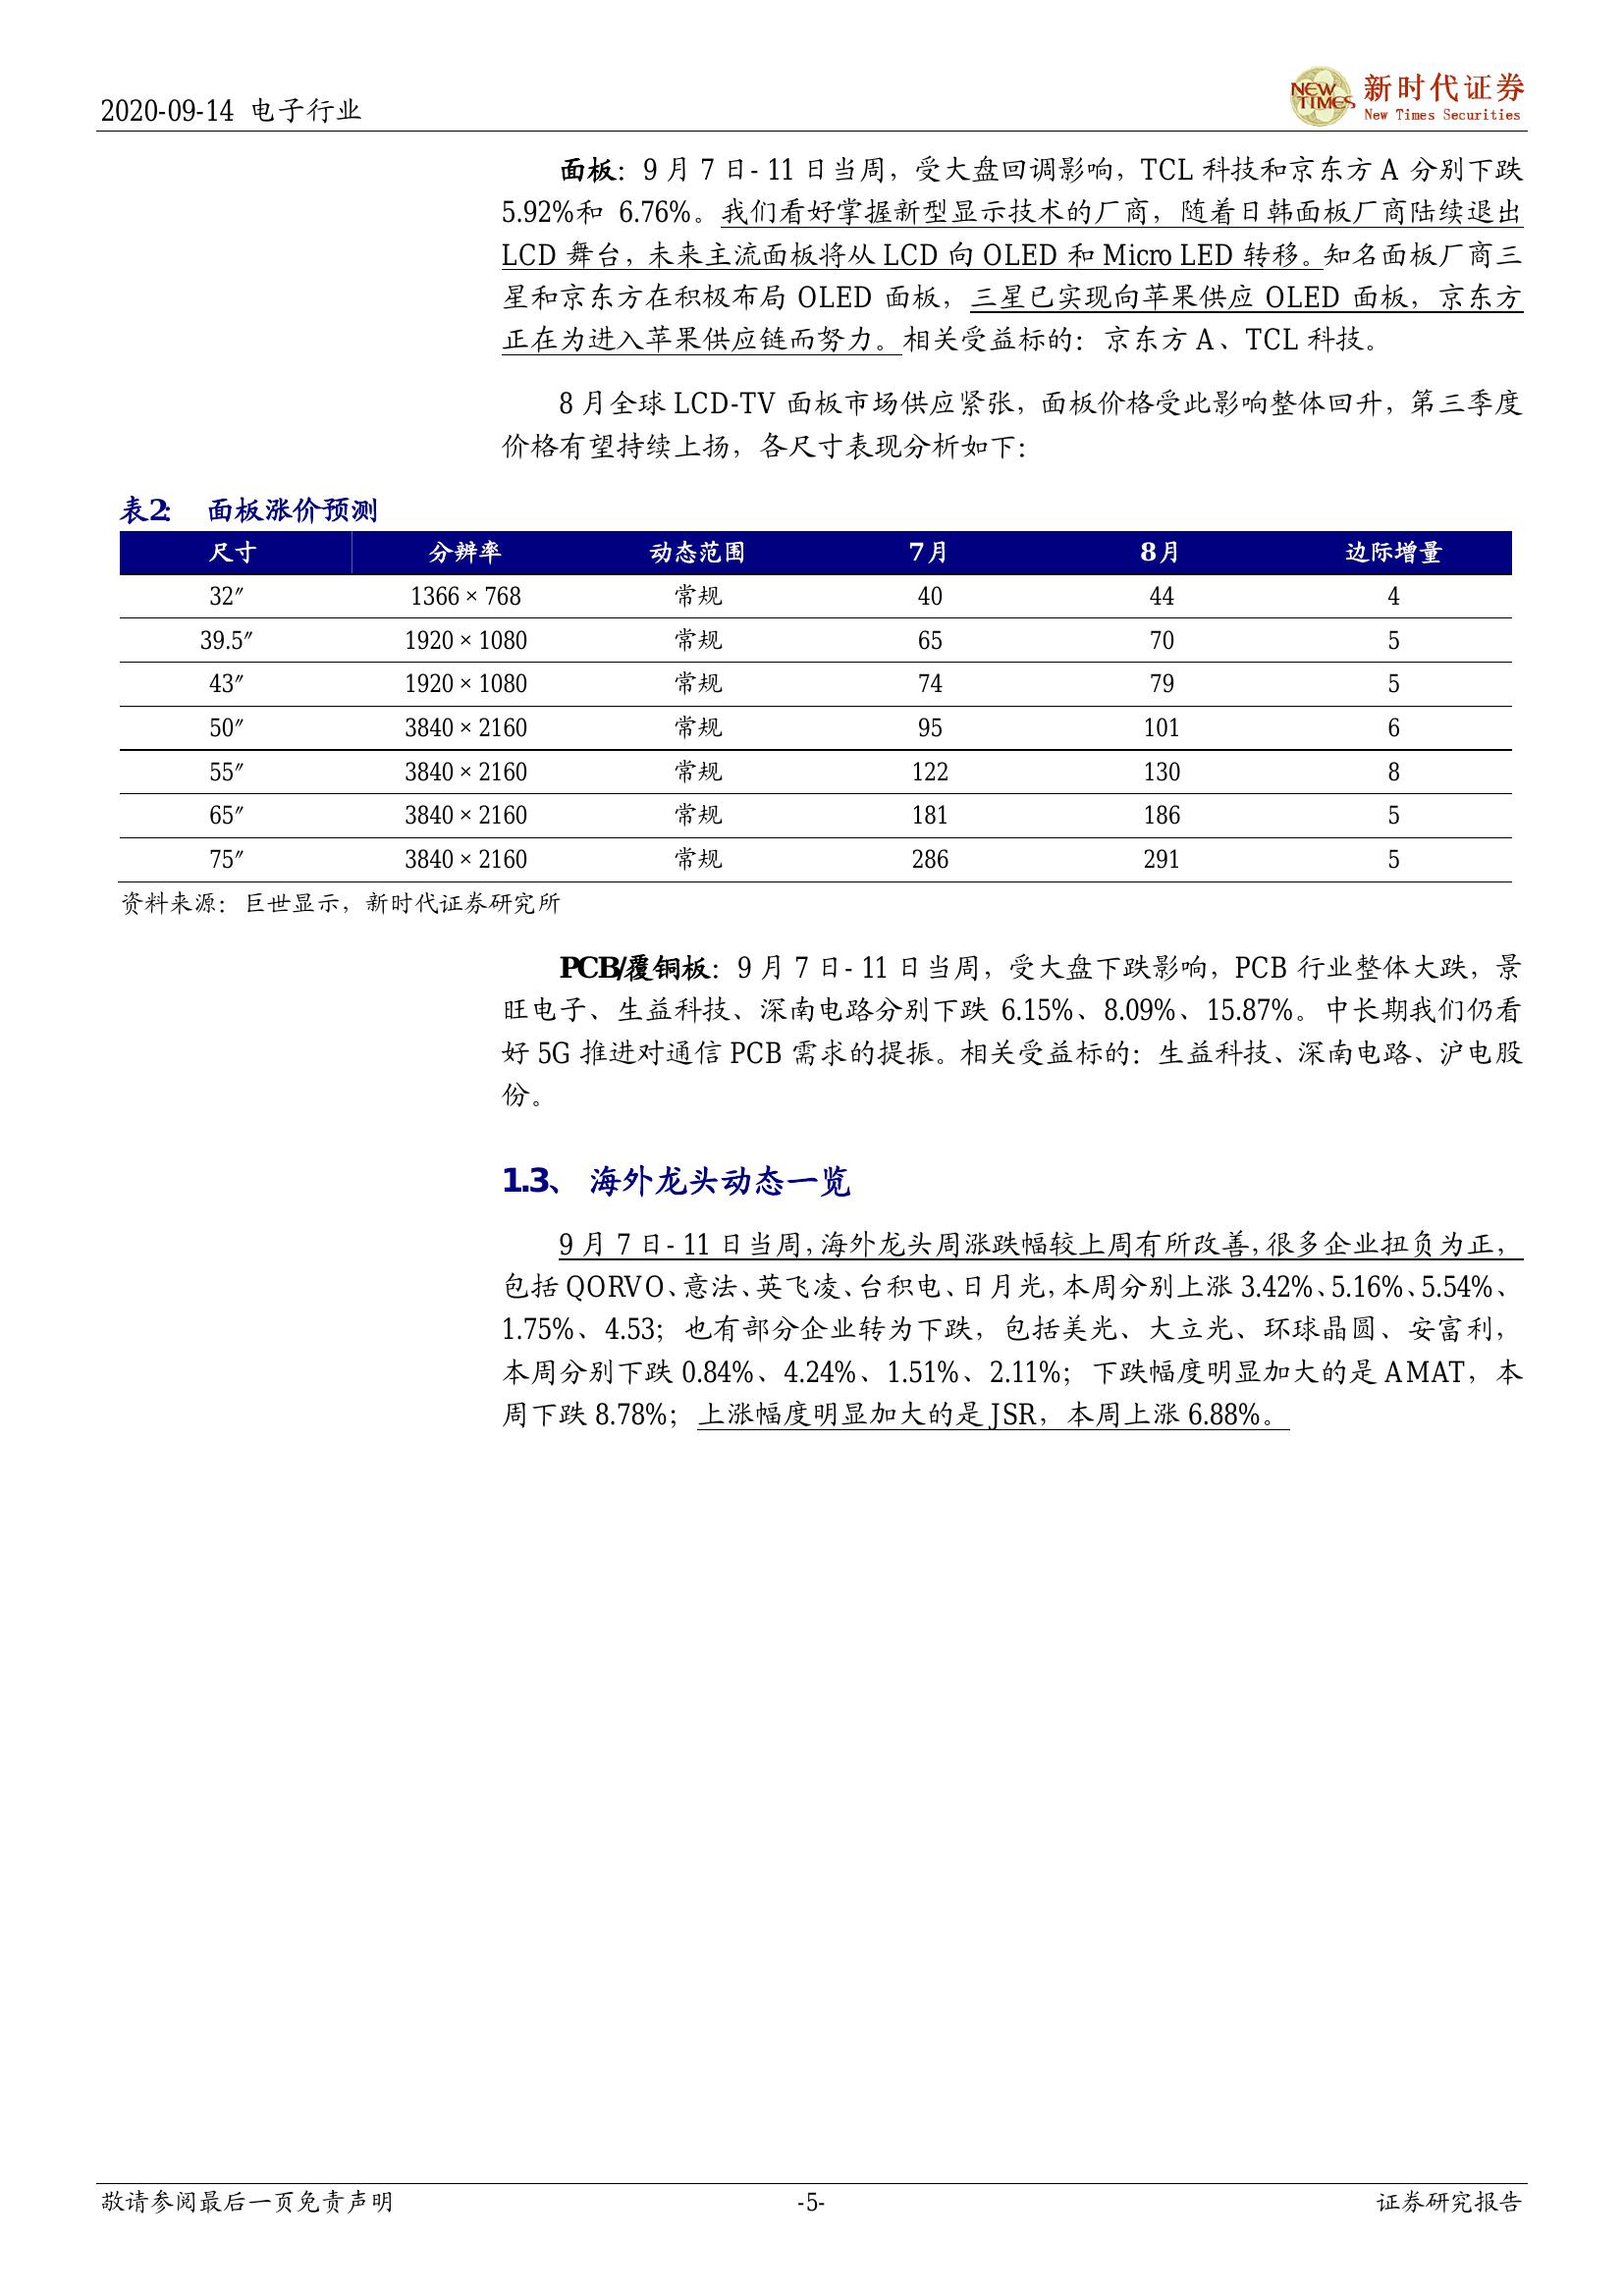 2020-09-14 电子行业
NEW TIMES 新时代证券
New Times Securities
面板：9 月 7 日- 11 日当周，受大盘回调影响，TCL 科技和京东方 A 分别下跌
5.92%和 6.76%。我们看好掌握新型显示技术的厂商，随着日韩面板厂商陆续退出
LCD 舞台，未来主流面板将从 LCD 向 OLED 和 Micro LED 转移。知名面板厂商三
星和京东方在积极布局 OLED 面板，三星已实现向苹果供应 OLED 面板，京东方
正在为进入苹果供应链而努力。相关受益标的：京东方 A、TCL 科技。
8 月全球 LCD-TV 面板市场供应紧张，面板价格受此影响整体回升，第三季度
价格有望持续上扬，各尺寸表现分析如下：
表2： 面板涨价预测
尺寸 分辨率 动态范围 7月 8月 边际增量
32″ 1366 × 768 常规 40 44 4
39.5″ 1920 × 1080 常规 65 70 5
43″ 1920 × 1080 常规 74 79 5
50″ 3840 × 2160 常规 95 101 6
55″ 3840 × 2160 常规 122 130 8
65″ 3840 × 2160 常规 181 186 5
75″ 3840 × 2160 常规 286 291 5
资料来源：巨世显示，新时代证券研究所
PCB/覆铜板：9 月 7 日- 11 日当周，受大盘下跌影响，PCB 行业整体大跌，景
旺电子、生益科技、深南电路分别下跌 6.15%、8.09%、15.87%。中长期我们仍看
好 5G 推进对通信 PCB 需求的提振。相关受益标的：生益科技、深南电路、沪电股
份。
1.3、 海外龙头动态一览
9 月 7 日- 11 日当周，海外龙头周涨跌幅较上周有所改善，很多企业扭负为正，
包括 QORVO、意法、英飞凌、台积电、日月光，本周分别上涨 3.42%、5.16%、5.54%、
1.75%、4.53；也有部分企业转为下跌，包括美光、大立光、环球晶圆、安富利，
本周分别下跌 0.84%、4.24%、1.51%、2.11%；下跌幅度明显加大的是 AMAT，本
周下跌 8.78%；上涨幅度明显加大的是 JSR，本周上涨 6.88%。
敬请参阅最后一页免责声明 -5- 证券研究报告